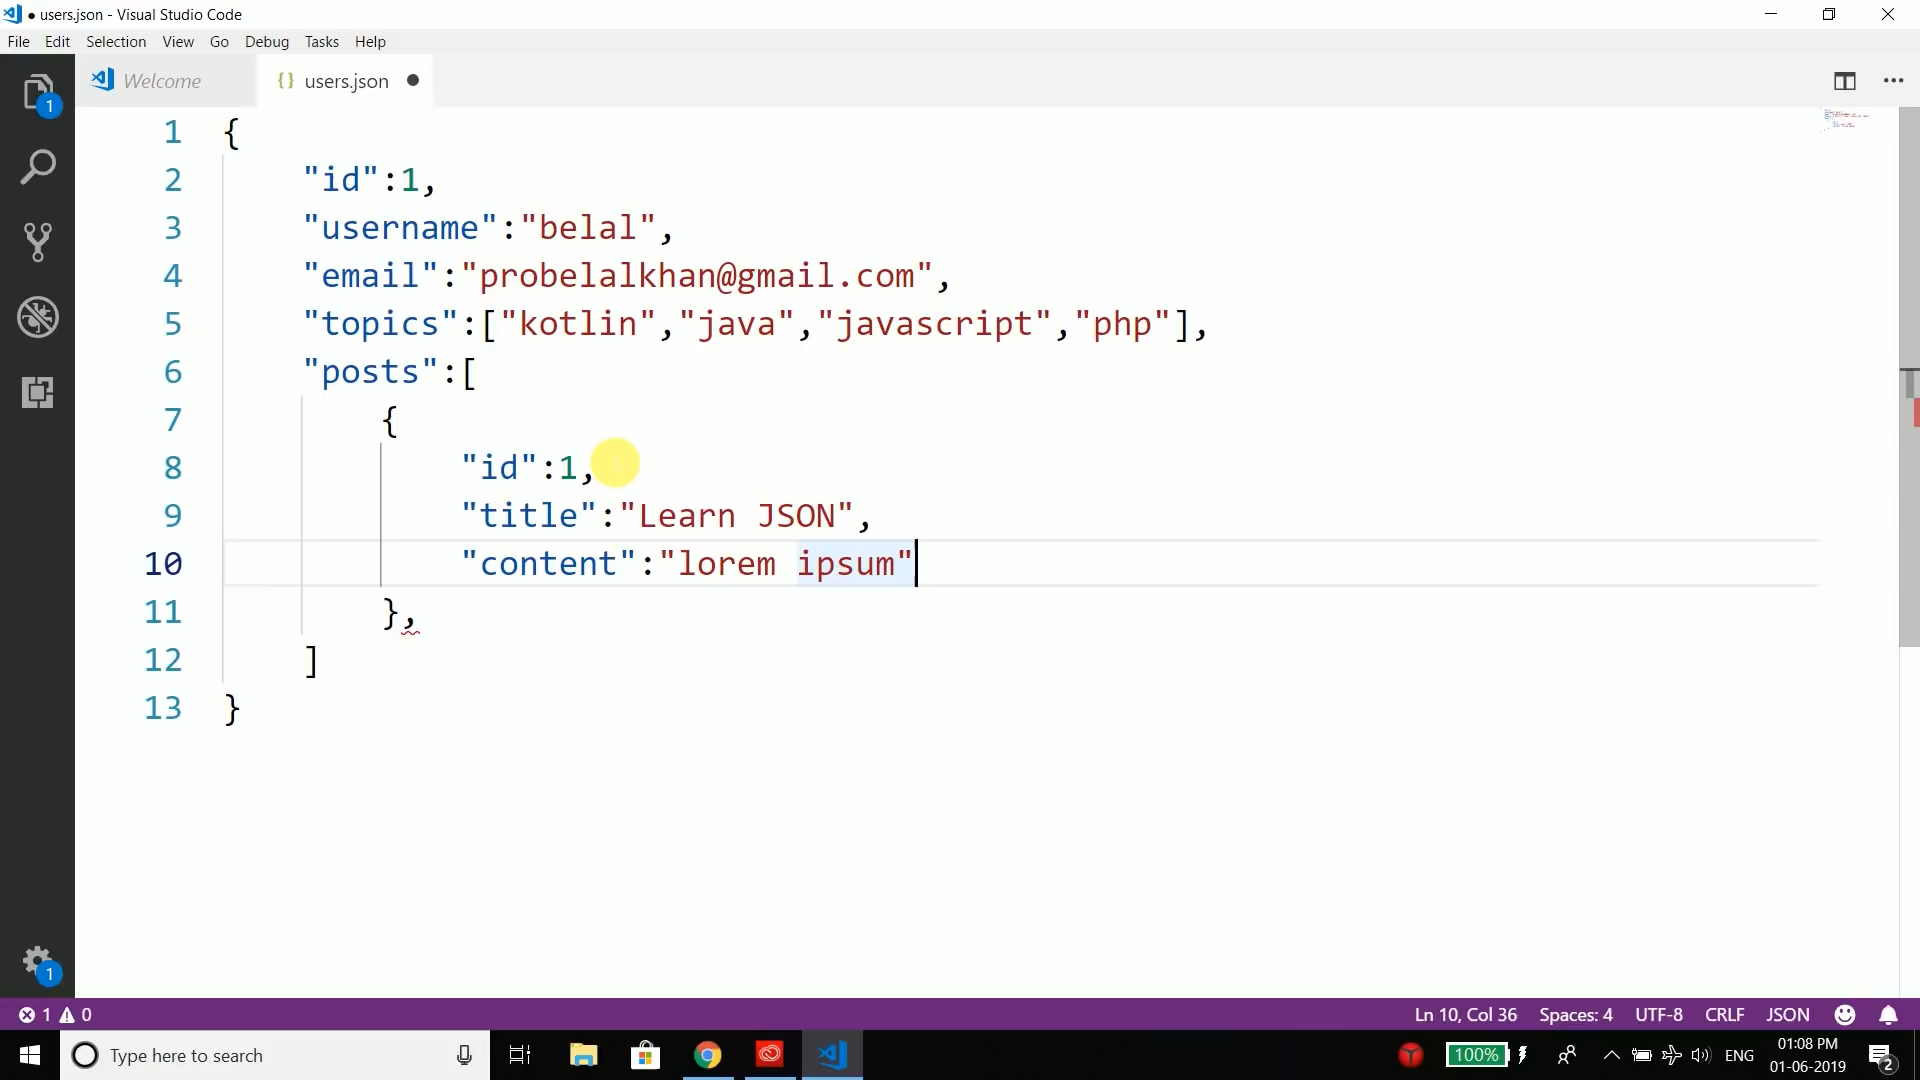 ● users.json - Visual Studio Code
File Edit Selection View Go Debug Tasks Help
1
Welcome
{} users.json ●
1 {
2 "id":1,
3 "username":"belal",
4 "email":"probelalkhan@gmail.com",
5 "topics":["kotlin","java","javascript","php"],
6 "posts":[
7 {
8 "id":1,
9 "title":"Learn JSON",
10 "content":"lorem ipsum"
11 },
12 ]
13 }
1
1 0 Ln 10, Col 36 Spaces: 4 UTF-8 CRLF JSON
Type here to search 100% ENG 01:08 PM
01-06-2019 2